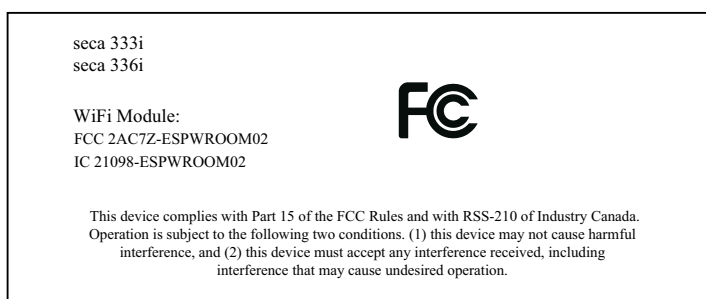 seca 333i
seca 336i
FC
WiFi Module:
FCC 2AC7Z-ESPWROOM02
IC 21098-ESPWROOM02
This device complies with Part 15 of the FCC Rules and with RSS-210 of Industry Canada.
Operation is subject to the following two conditions. (1) this device may not cause harmful
interference, and (2) this device must accept any interference received, including
interference that may cause undesired operation.